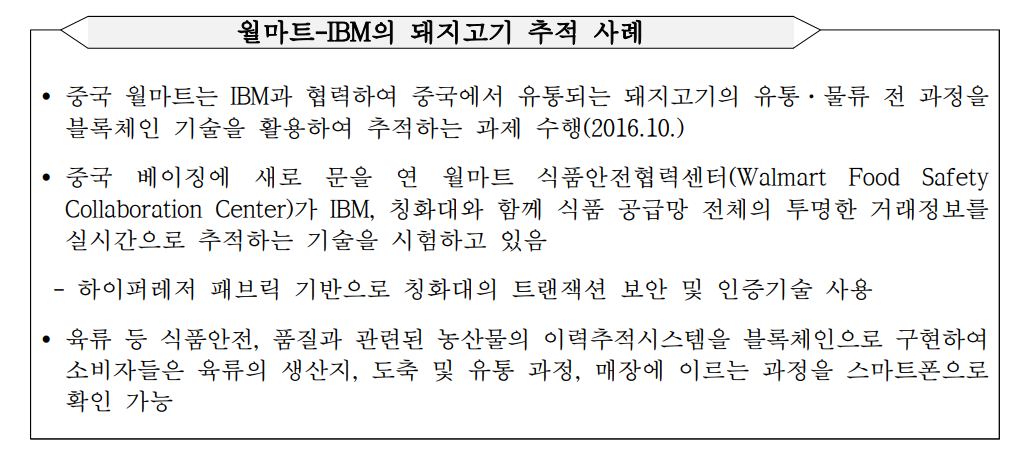 월마트-IBM의 돼지고기 추적 사례
• 중국 월마트는 IBM과 협력하여 중국에서 유통되는 돼지고기의 유통·물류 전 과정을
블록체인 기술을 활용하여 추적하는 과제 수행(2016.10.)
• 중국 베이징에 새로 문을 연 월마트 식품안전협력센터(Walmart Food Safety
Collaboration Center)가 IBM, 칭화대와 함께 식품 공급망 전체의 투명한 거래정보를
실시간으로 추적하는 기술을 시험하고 있음
- 하이퍼레저 패브릭 기반으로 칭화대의 트랜잭션 보안 및 인증기술 사용
• 육류 등 식품안전, 품질과 관련된 농산물의 이력추적시스템을 블록체인으로 구현하여
소비자들은 육류의 생산지, 도축 및 유통 과정, 매장에 이르는 과정을 스마트폰으로
확인 가능